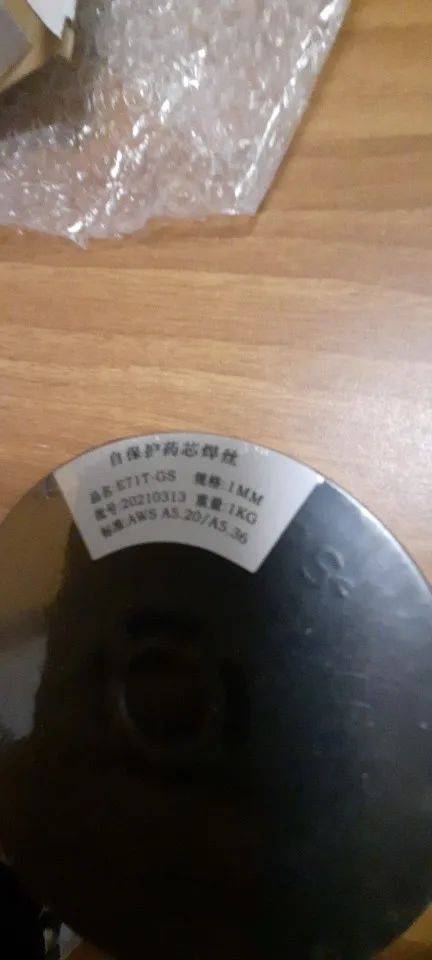 自保护药芯焊丝
品名:E71T-GS 规格:1MM
批号:20210313 重量:1KG
标准:AWS A5.20/A5.36